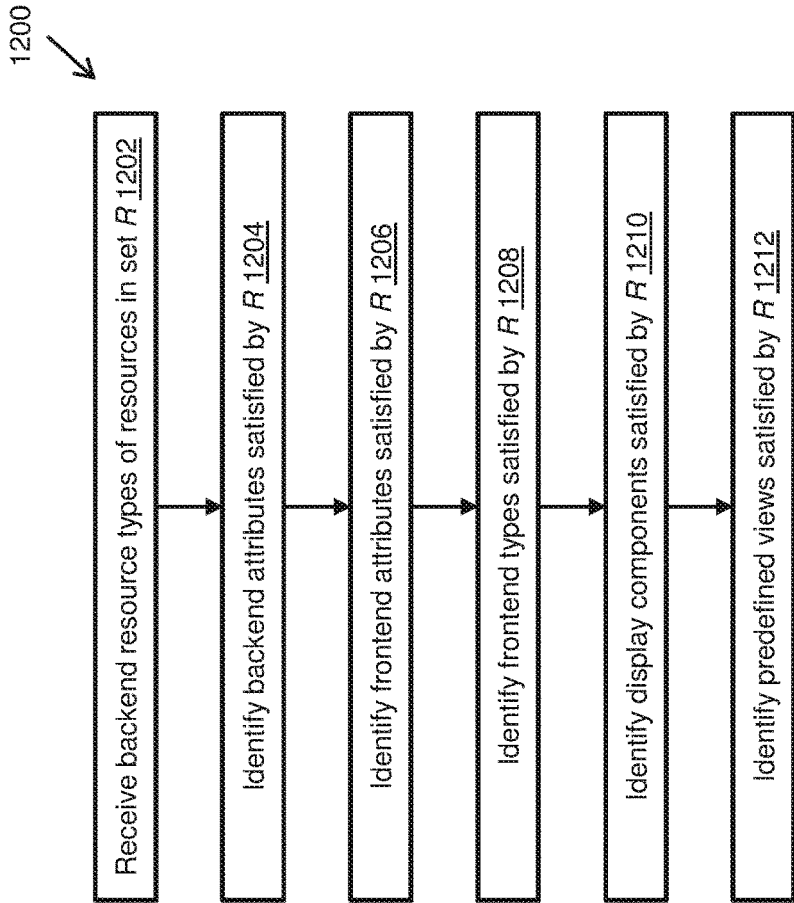 1200
Receive backend resource types of resources in set R 1202
Identify backend attributes satisfied by R 1204
Identify frontend attributes satisfied by R 1206
Identify frontend types satisfied by R 1208
Identify display components satisfied by R 1210
Identify predefined views satisfied by R 1212